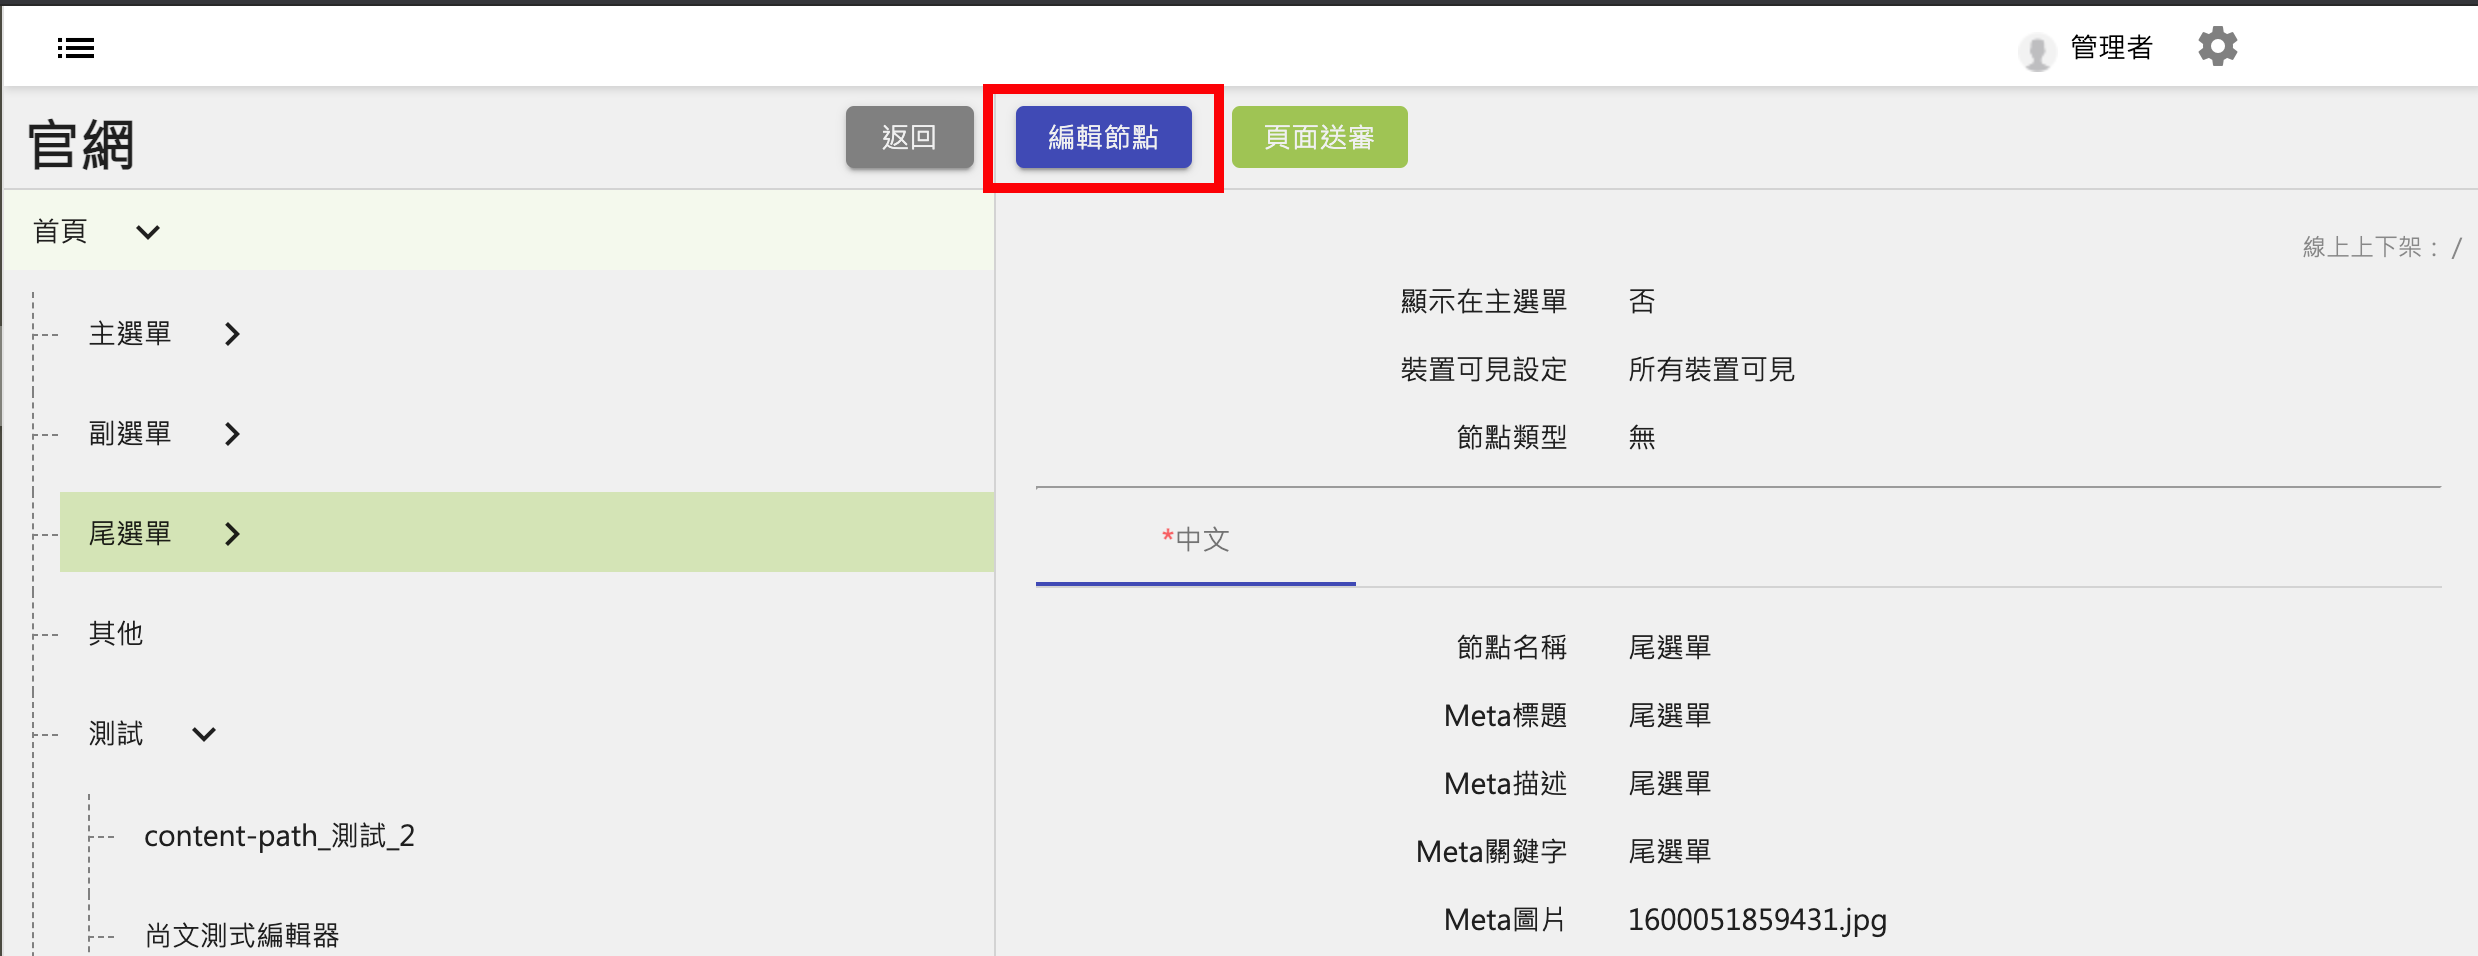 管理者
官網
返回
編輯節點
頁面送審
首頁
主選單
副選單
尾選單
其他
測試
content-path_測試_2
尚文測式編輯器
線上上下架：/
顯示在主選單 否
裝置可見設定 所有裝置可見
節點類型 無
*中文
節點名稱 尾選單
Meta標題 尾選單
Meta描述 尾選單
Meta關鍵字 尾選單
Meta圖片 1600051859431.jpg